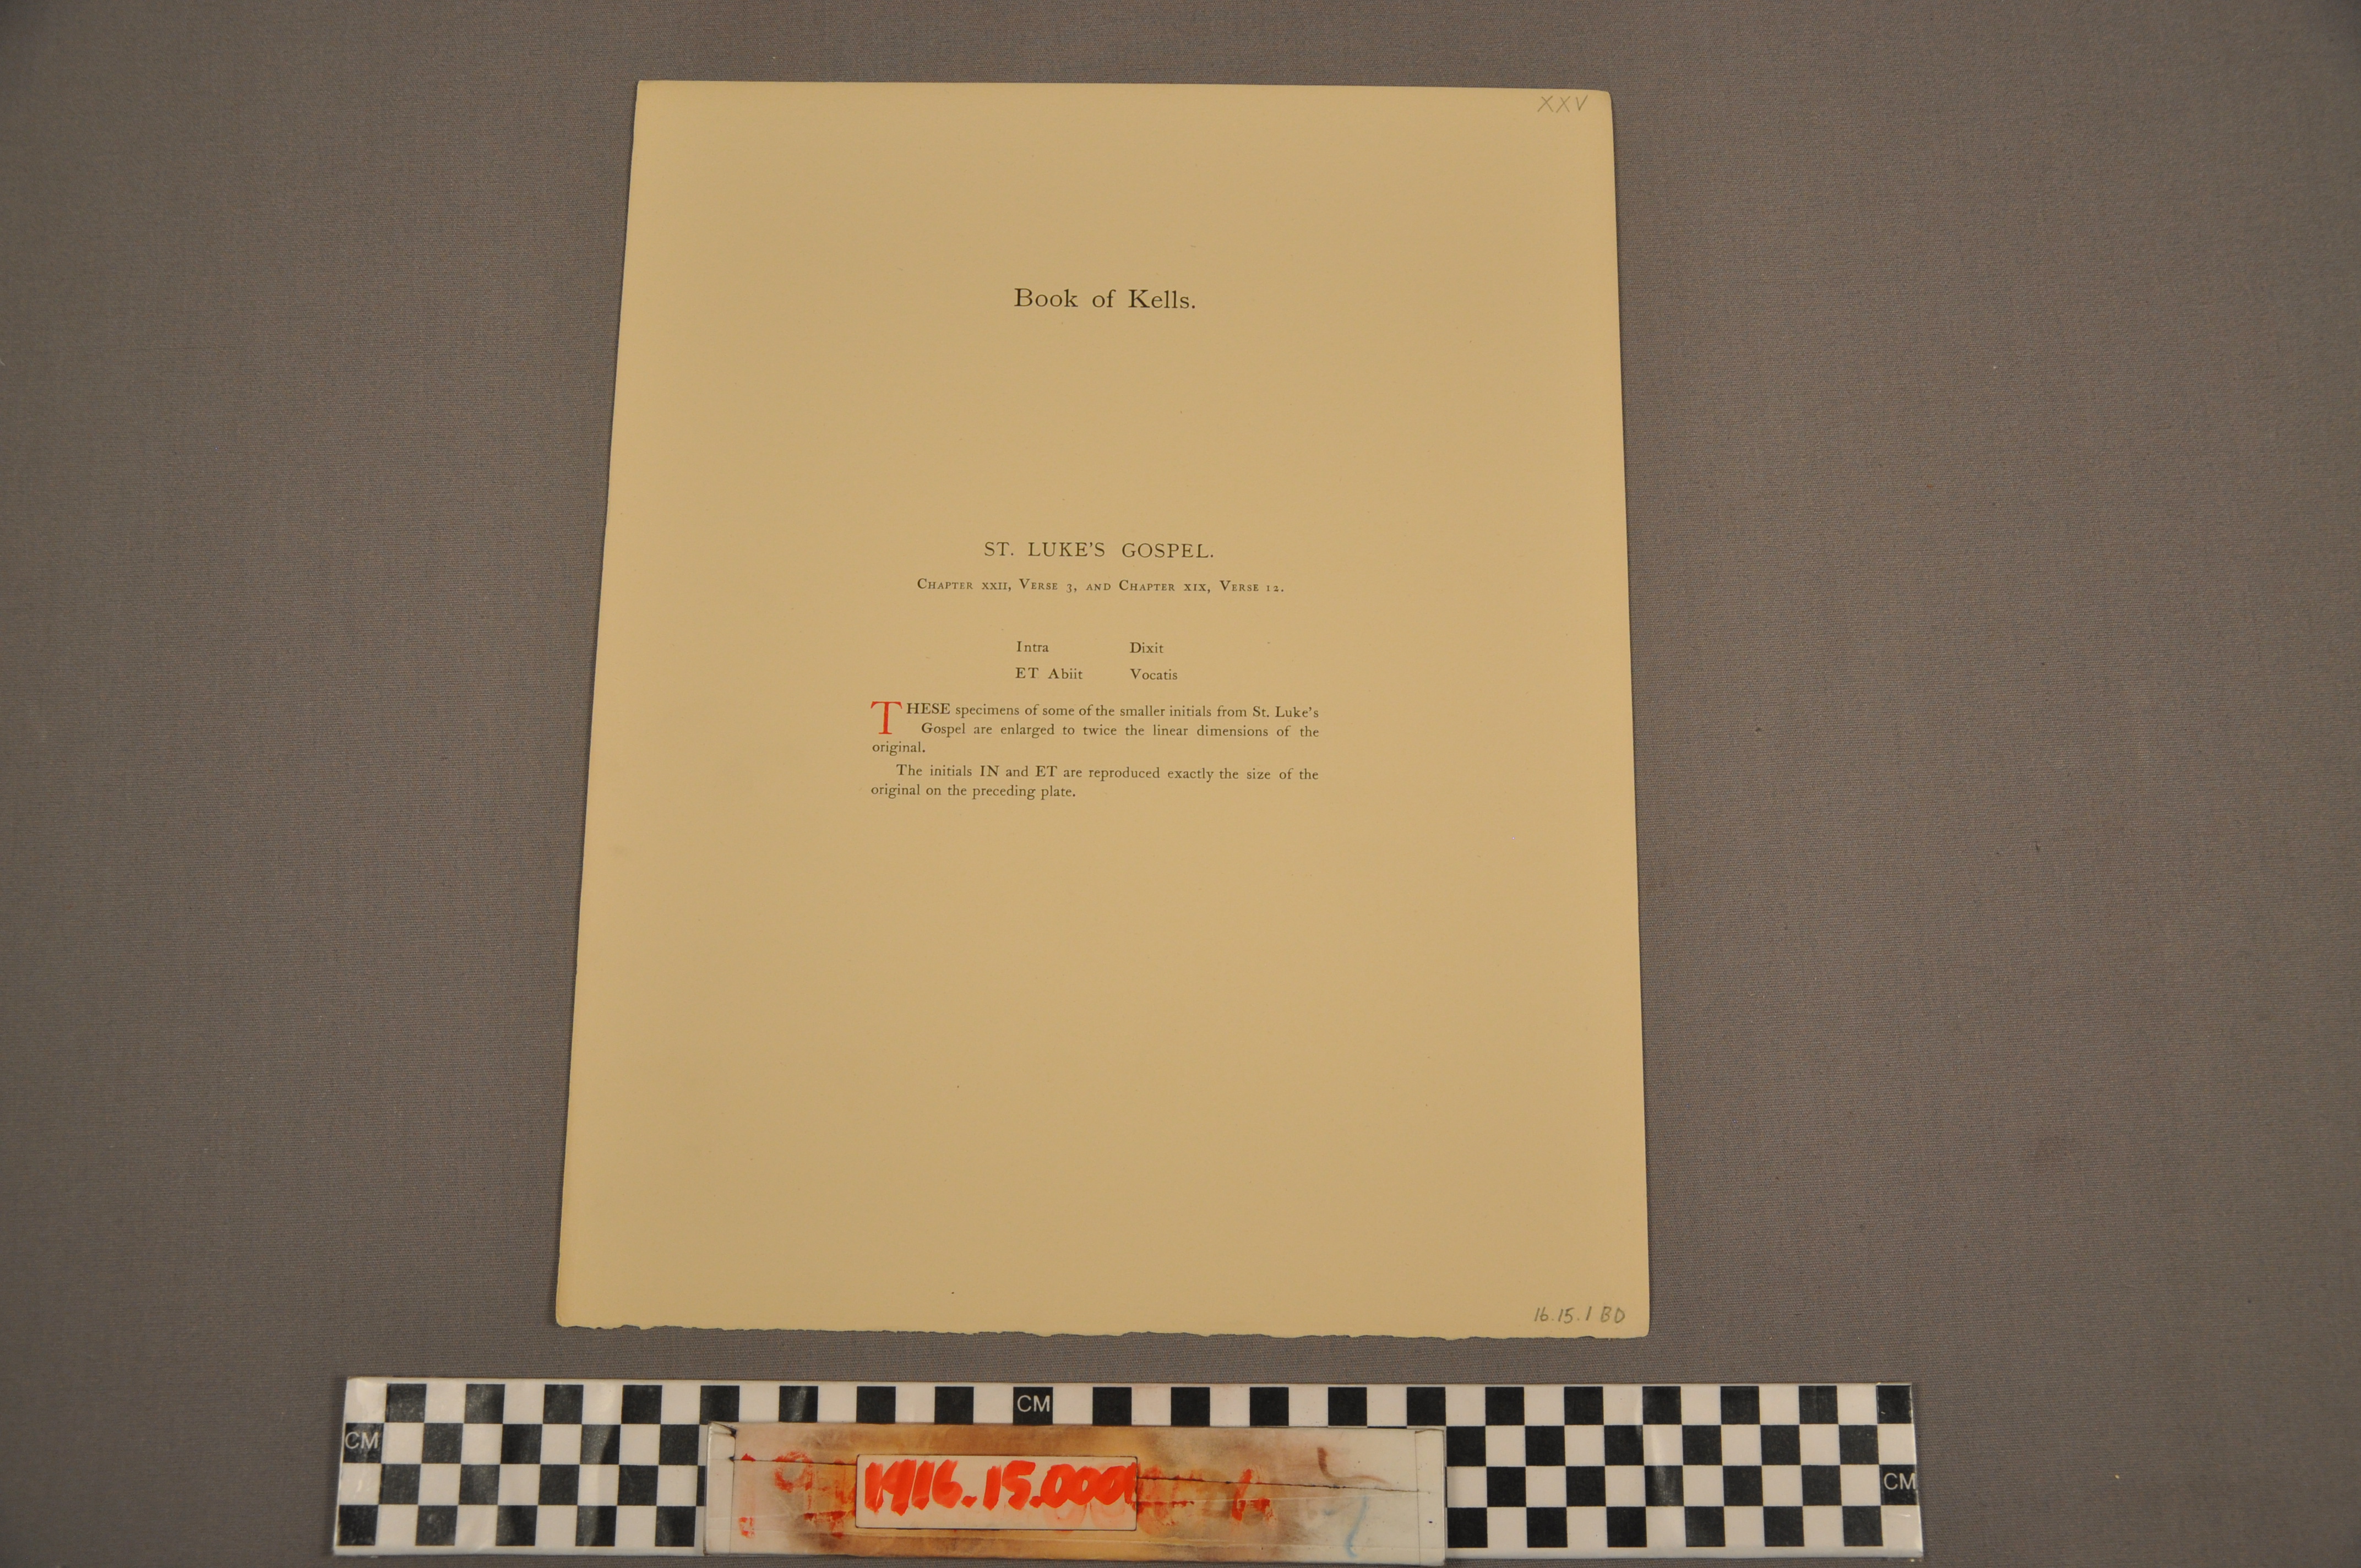 XXV
Book of Kells.
ST. LUKE'S GOSPEL.
Chapter xxii, Verse 3, and Chapter xix, Verse 12.
Intra Dixit
ET Abiit Vocatis
THESE specimens of some of the smaller initials from St. Luke's
Gospel are enlarged to twice the linear dimensions of the
original.
The initials IN and ET are reproduced exactly the size of the
original on the preceding plate.
16.15.1 BD
CM
CM
CM
1916.15.0001